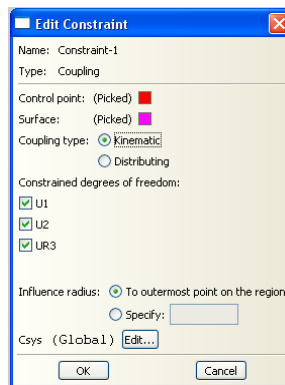 Edit Constraint
Name: Constraint-1
Type: Coupling
Control point: (Picked)
Surface: (Picked)
Coupling type: Kinematic
Distributing
Constrained degrees of freedom:
U1
U2
UR3
Influence radius: To outermost point on the region
Specify:
Csys (Global) Edit...
OK Cancel